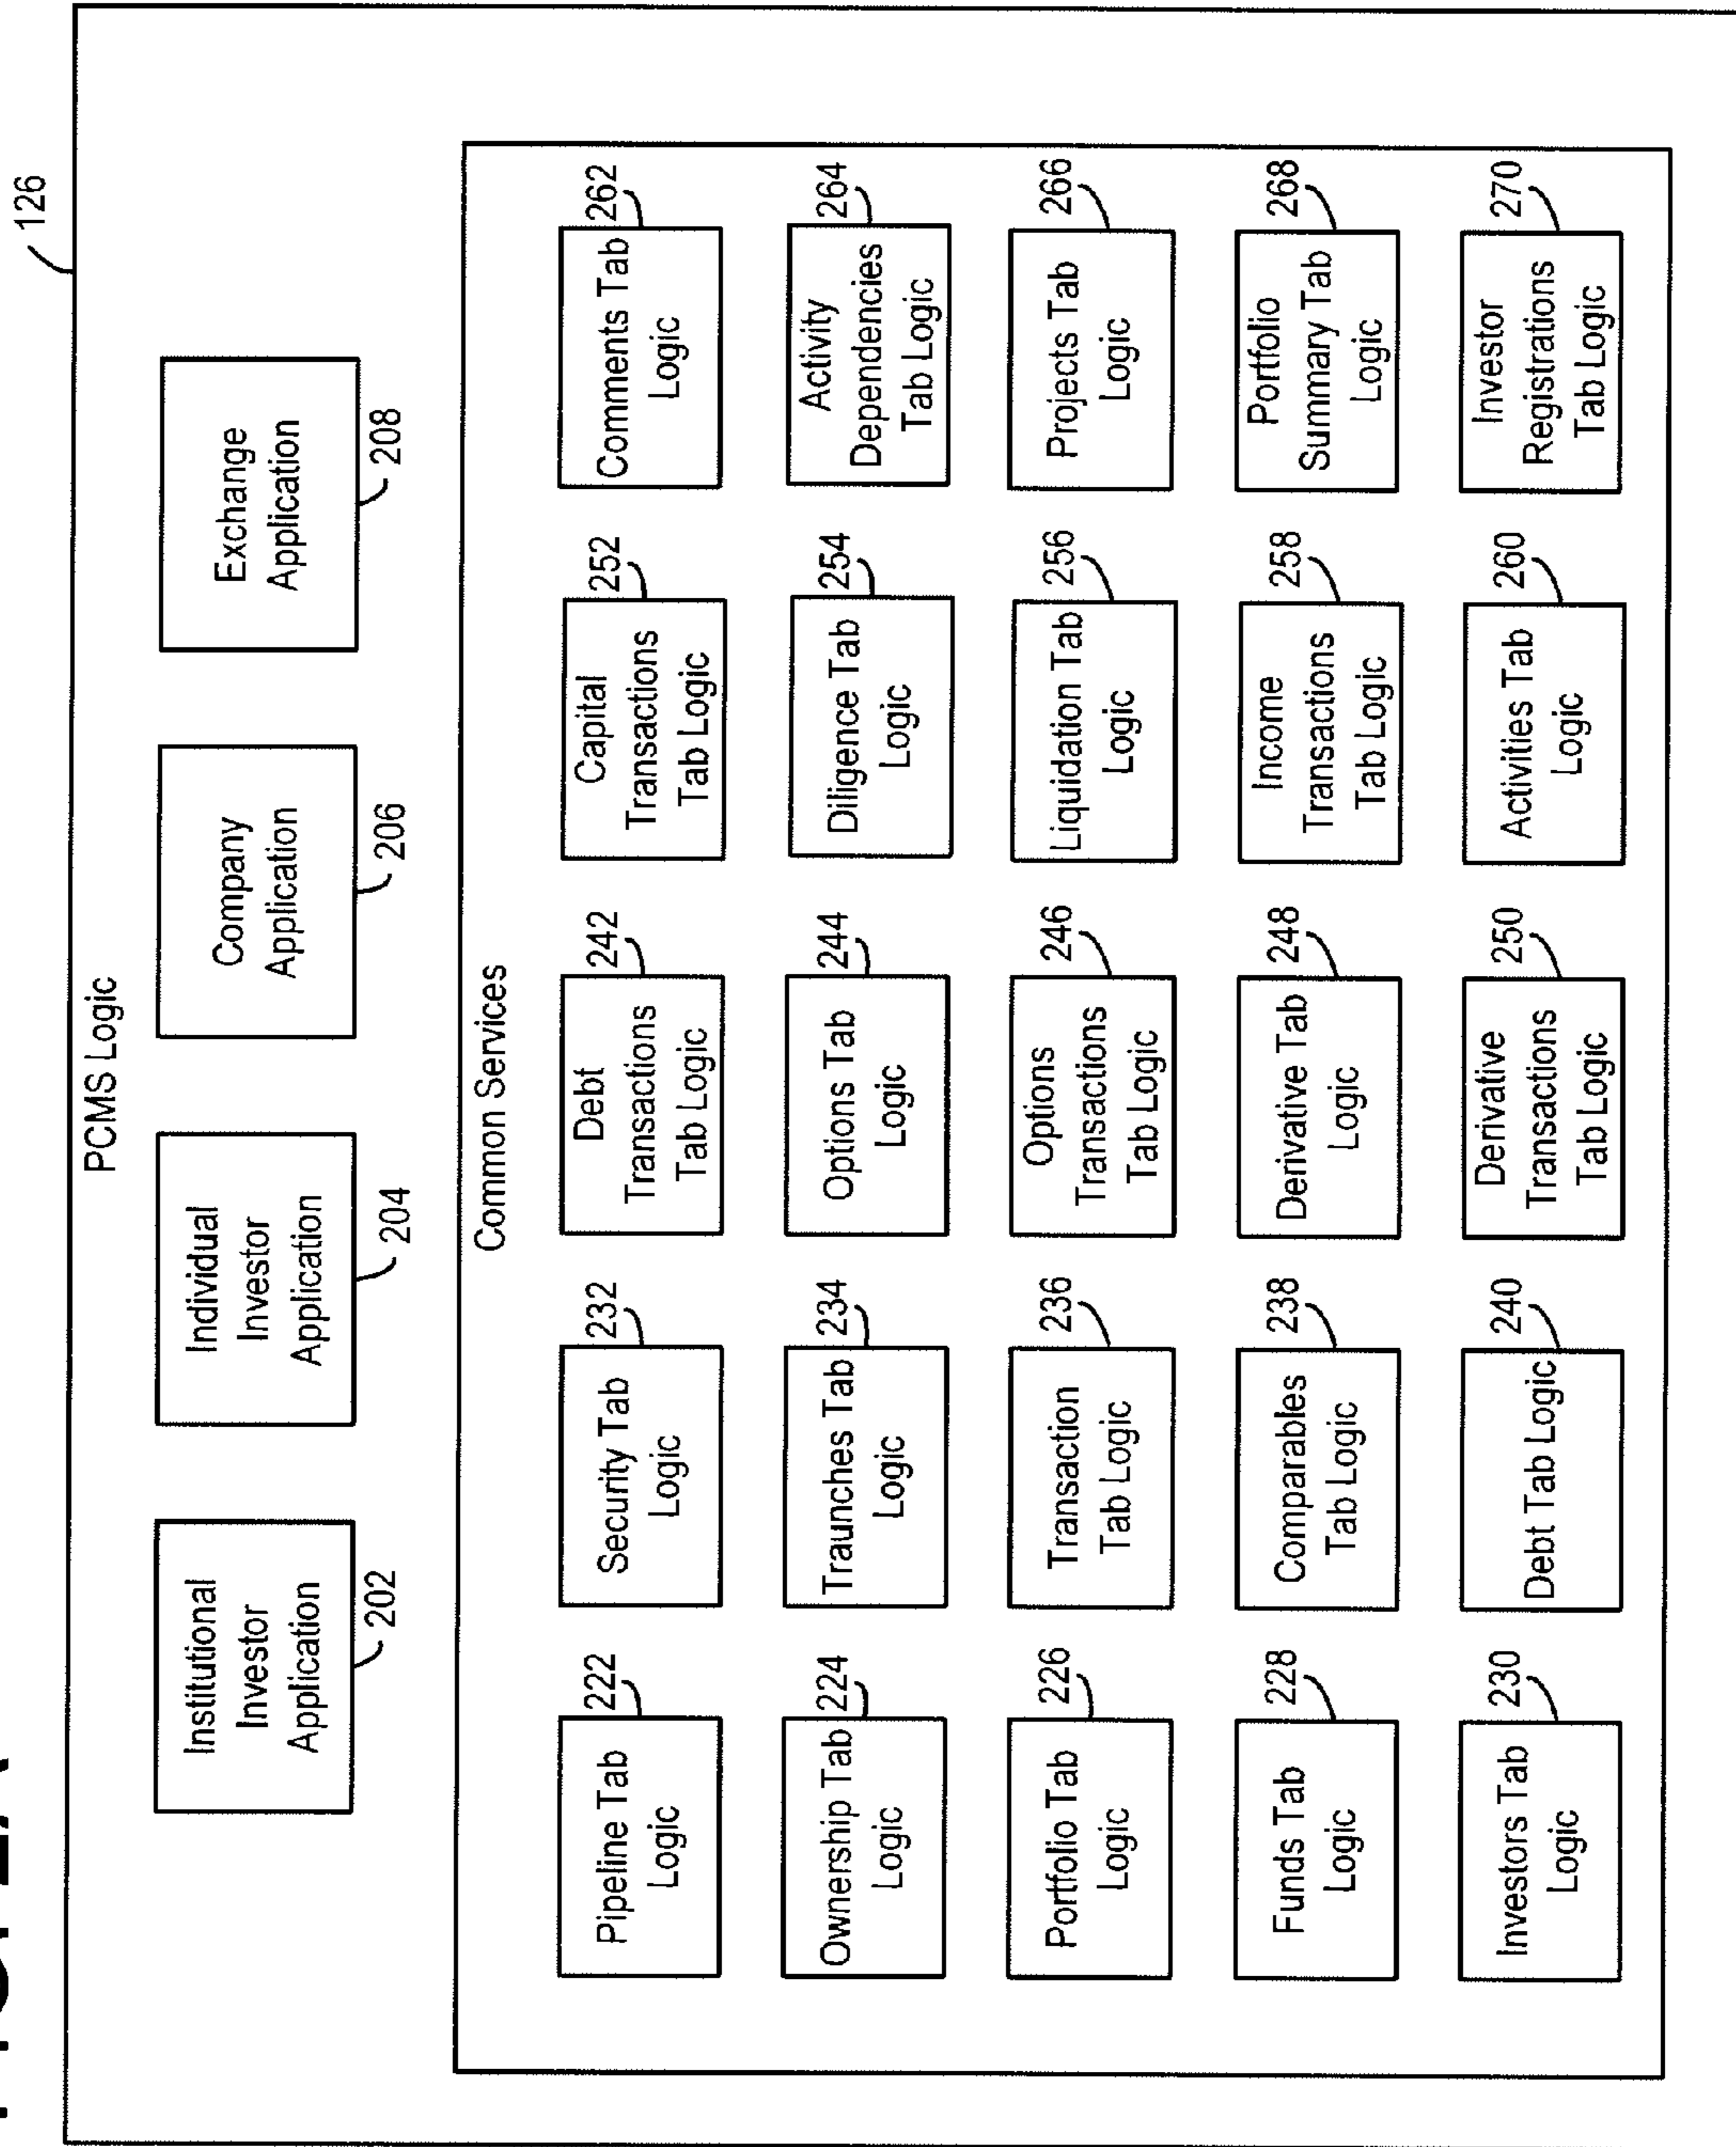 126
PCMS Logic
Institutional
Investor
Application
202
Individual
Investor
Application
204
Company
Application
206
Exchange
Application
208
Common Services
Pipeline Tab
Logic
222
Security Tab
Logic
232
Debt
Transactions
Tab Logic
242
Capital
Transactions
Tab Logic
252
Comments Tab
Logic
262
Ownership Tab
Logic
224
Traunches Tab
Logic
234
Options Tab
Logic
244
Diligence Tab
Logic
254
Activity
Dependencies
Tab Logic
264
Portfolio Tab
Logic
226
Transaction
Tab Logic
236
Options
Transactions
Tab Logic
246
Liquidation Tab
Logic
256
Projects Tab
Logic
266
Funds Tab
Logic
228
Comparables
Tab Logic
238
Derivative Tab
Logic
248
Income
Transactions
Tab Logic
258
Portfolio
Summary Tab
Logic
268
Investors Tab
Logic
230
Debt Tab Logic
240
Derivative
Transactions
Tab Logic
250
Activities Tab
Logic
260
Investor
Registrations
Tab Logic
270